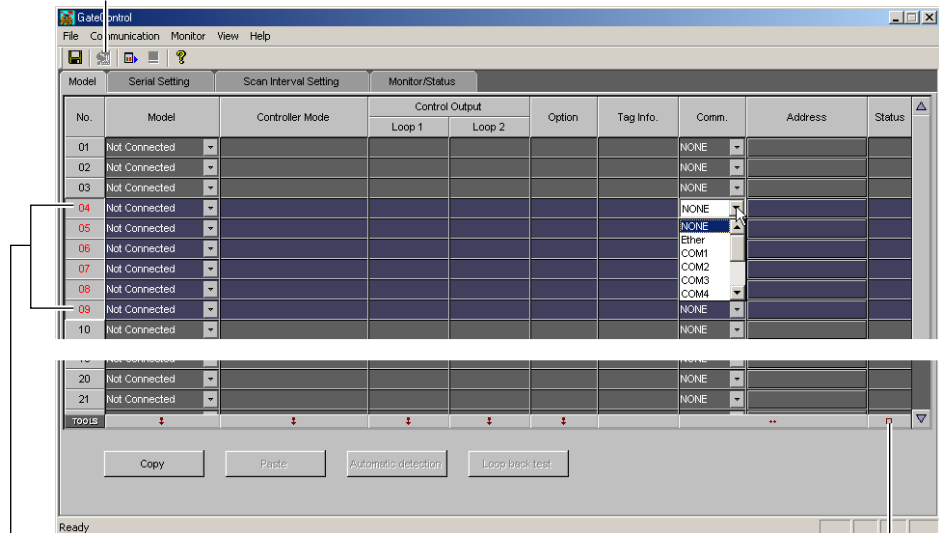 GateControl
File Communication Monitor View Help
Model Serial Setting Scan Interval Setting Monitor/Status
No. Model Controller Mode Control Output Option Tag Info. Comm. Address Status
Loop 1 Loop 2
01 Not Connected NONE
02 Not Connected NONE
03 Not Connected NONE
04 Not Connected NONE
05 Not Connected NONE
06 Not Connected Ether
COM1
07 Not Connected COM2
08 Not Connected COM3
COM4
09 Not Connected NONE
10 Not Connected NONE
20 Not Connected NONE
21 Not Connected NONE
TOOLS
Copy Paste Automatic detection Loop back test
Ready